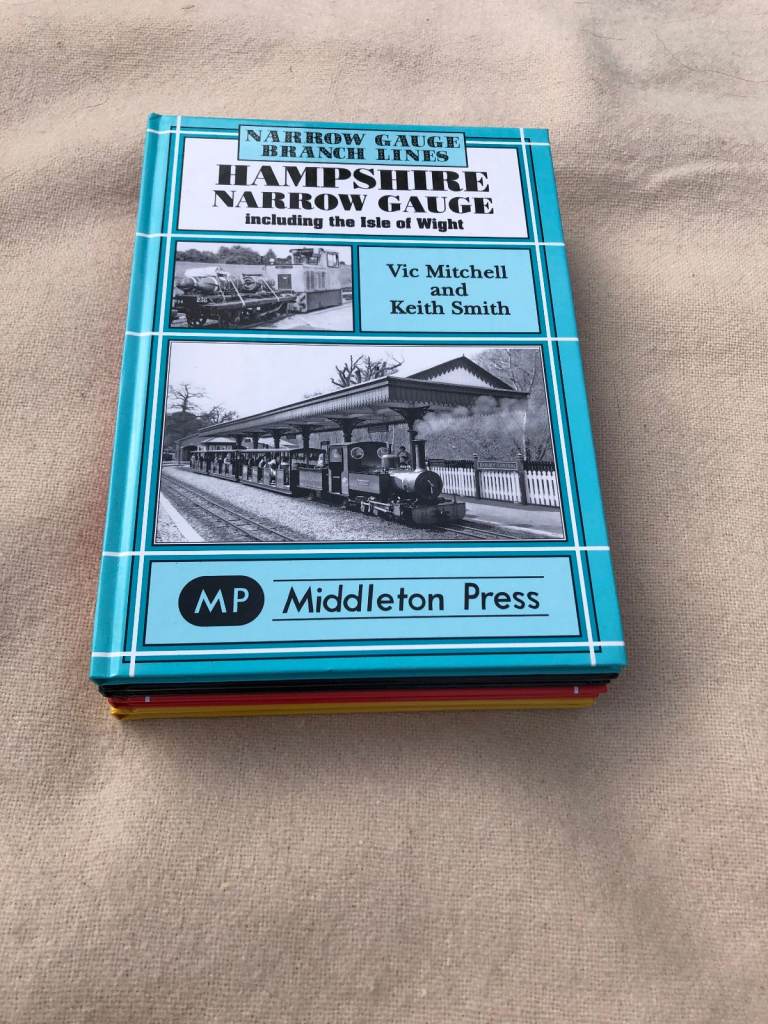 NARROW GAUGE
BRANCH LINES
HAMPSHIRE
NARROW GAUGE
including the Isle of Wight
Vic Mitchell
and
Keith Smith
MP Middleton Press